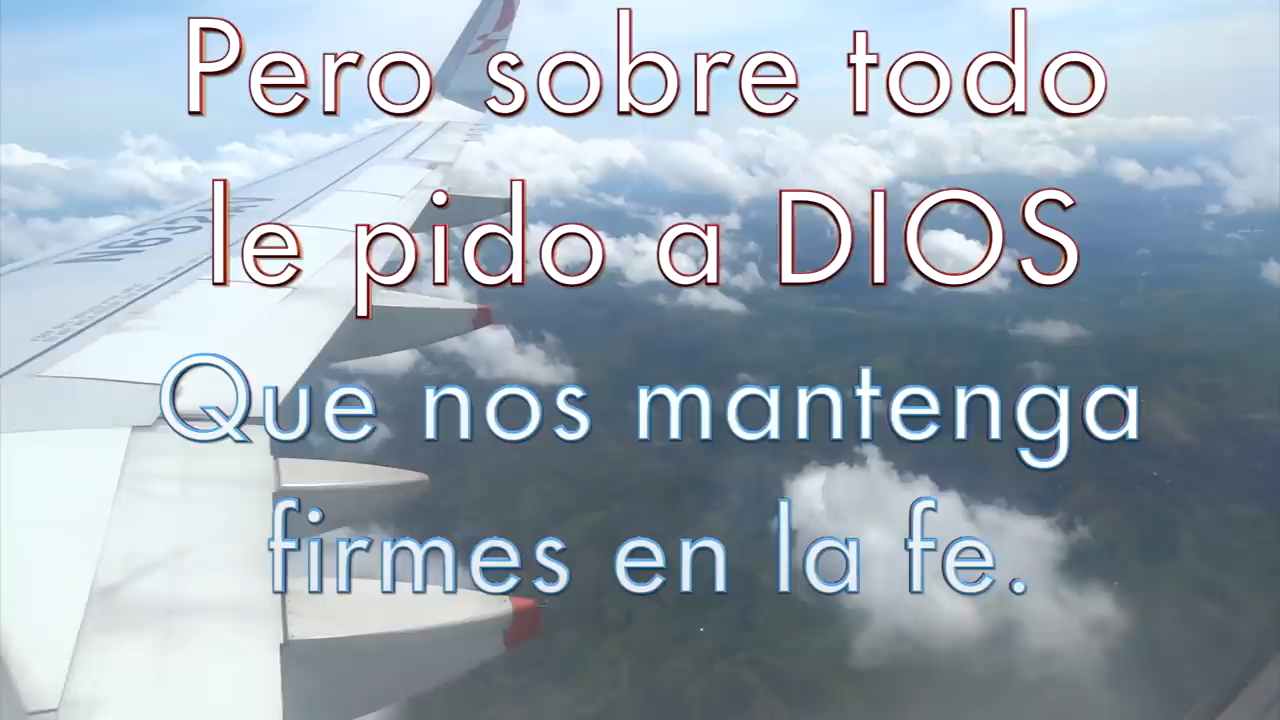 Pero sobre todo
le pido a DIOS
Que nos mantenga
firmes en la fe.